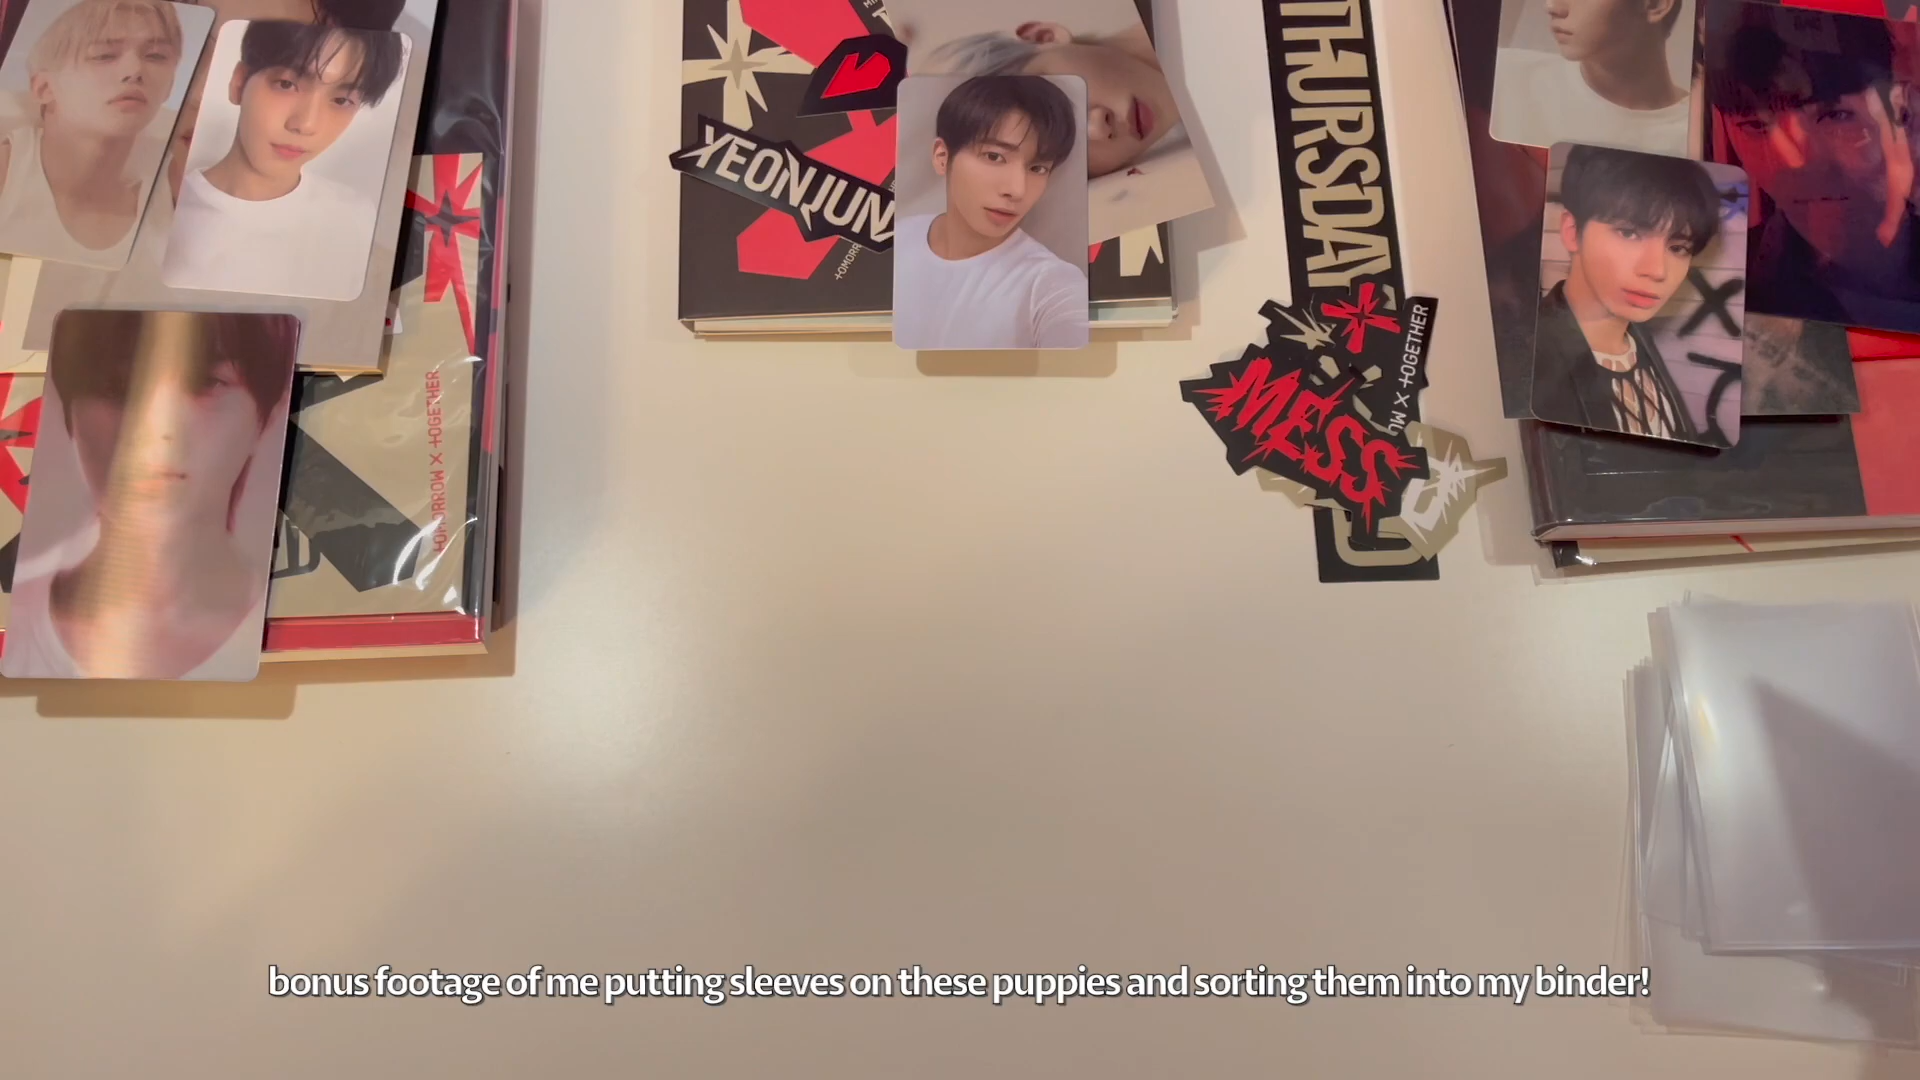 YEONJUN
THURSDAY
TOMORROW X TOGETHER
MESS
bonus footage of me putting sleeves on these puppies and sorting them into my binder!